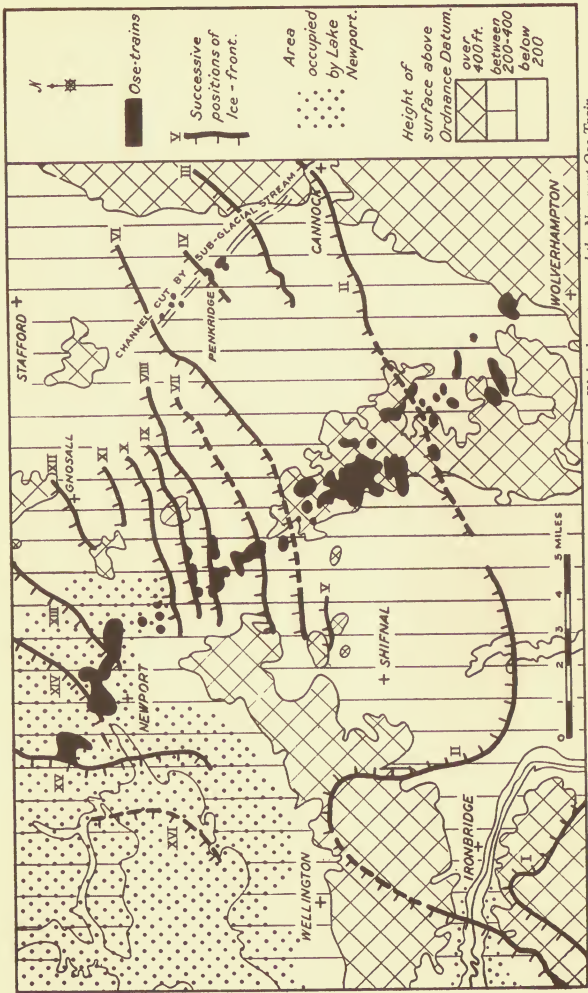 N
Ose-trains
V
Successive
positions of
Ice-front.
Area
occupied
by Lake
Newport.
Height of
surface above
Ordnance Datum.
over
400 ft.
between
200-400
below
200
STAFFORD
VI
III
IV
CHANNEL CUT BY SUB-GLACIAL STREAM
PENKRIDGE
CANNOCK
II
WOLVERHAMPTON
XII
GNOSALL
XI
X
IX
VIII
VII
XIII
XIV
NEWPORT
XV
XVI
V
SHIFNAL
II
WELLINGTON
IRONBRIDGE
I
0 1 2 3 4 5 MILES